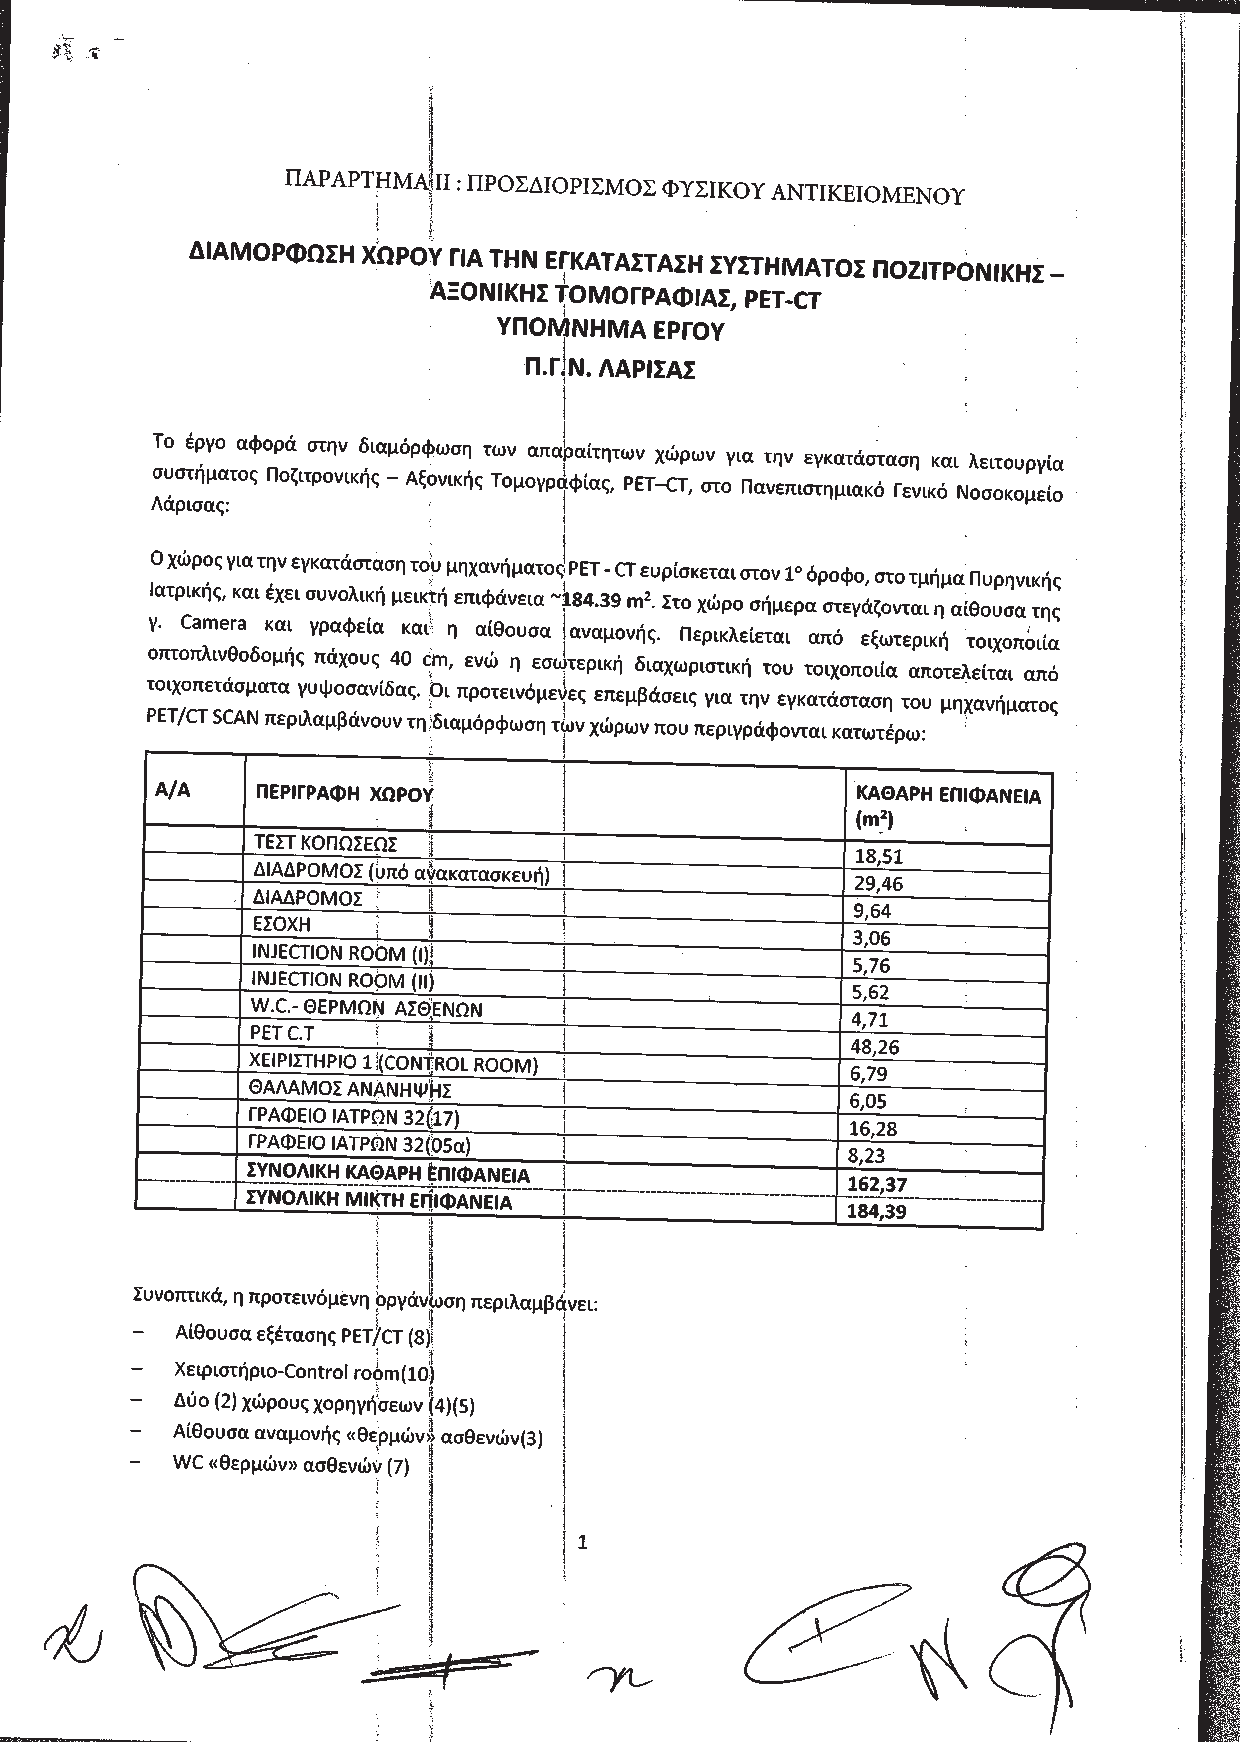 ΠΑΡΑΡΤΗΜΑ ΙΙ : ΠΡΟΣΔΙΟΡΙΣΜΟΣ ΦΥΣΙΚΟΥ ΑΝΤΙΚΕΙΟΜΕΝΟΥ
ΔΙΑΜΟΡΦΩΣΗ ΧΩΡΟΥ ΓΙΑ ΤΗΝ ΕΓΚΑΤΑΣΤΑΣΗ ΣΥΣΤΗΜΑΤΟΣ ΠΟΖΙΤΡΟΝΙΚΗΣ –
ΑΞΟΝΙΚΗΣ ΤΟΜΟΓΡΑΦΙΑΣ, PET-CT
ΥΠΟΜΝΗΜΑ ΕΡΓΟΥ
Π.Γ.Ν. ΛΑΡΙΣΑΣ
Το έργο αφορά στην διαμόρφωση των απαραίτητων χώρων για την εγκατάσταση και λειτουργία
συστήματος Ποζιτρονικής – Αξονικής Τομογραφίας, PET–CT, στο Πανεπιστημιακό Γενικό Νοσοκομείο
Λάρισας:
Ο χώρος για την εγκατάσταση του μηχανήματος PET - CT ευρίσκεται στον 1° όροφο, στο τμήμα Πυρηνικής
Ιατρικής, και έχει συνολική μεικτή επιφάνεια ~184.39 m². Στο χώρο σήμερα στεγάζονται η αίθουσα της
γ. Camera και γραφεία και η αίθουσα αναμονής. Περικλείεται από εξωτερική τοιχοποιία
οπτοπλινθοδομής πάχους 40 cm, ενώ η εσωτερική διαχωριστική του τοιχοποιία αποτελείται από
τοιχοπετάσματα γυψοσανίδας. Οι προτεινόμενες επεμβάσεις για την εγκατάσταση του μηχανήματος
PET/CT SCAN περιλαμβάνουν τη διαμόρφωση των χώρων που περιγράφονται κατωτέρω:
Α/Α ΠΕΡΙΓΡΑΦΗ ΧΩΡΟΥ ΚΑΘΑΡΗ ΕΠΙΦΑΝΕΙΑ
(m²)
ΤΕΣΤ ΚΟΠΩΣΕΩΣ 18,51
ΔΙΑΔΡΟΜΟΣ (υπό ανακατασκευή) 29,46
ΔΙΑΔΡΟΜΟΣ 9,64
ΕΣΟΧΗ 3,06
INJECTION ROOM (I) 5,76
INJECTION ROOM (II) 5,62
W.C.- ΘΕΡΜΩΝ ΑΣΘΕΝΩΝ 4,71
PET C.T 48,26
ΧΕΙΡΙΣΤΗΡΙΟ 1 (CONTROL ROOM) 6,79
ΘΑΛΑΜΟΣ ΑΝΑΝΗΨΗΣ 6,05
ΓΡΑΦΕΙΟ ΙΑΤΡΩΝ 32(17) 16,28
ΓΡΑΦΕΙΟ ΙΑΤΡΩΝ 32(05α) 8,23
ΣΥΝΟΛΙΚΗ ΚΑΘΑΡΗ ΕΠΙΦΑΝΕΙΑ 162,37
ΣΥΝΟΛΙΚΗ ΜΙΚΤΗ ΕΠΙΦΑΝΕΙΑ 184,39
Συνοπτικά, η προτεινόμενη οργάνωση περιλαμβάνει:
– Αίθουσα εξέτασης PET/CT (8)
– Χειριστήριο-Control room(10)
– Δύο (2) χώρους χορηγήσεων (4)(5)
– Αίθουσα αναμονής «θερμών» ασθενών(3)
– WC «θερμών» ασθενών (7)
1